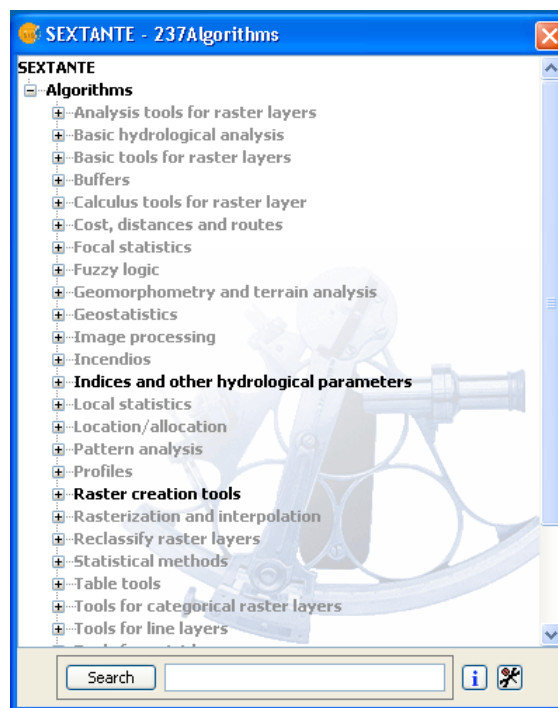 SEXTANTE - 237Algorithms
SEXTANTE
Algorithms
Analysis tools for raster layers
Basic hydrological analysis
Basic tools for raster layers
Buffers
Calculus tools for raster layer
Cost, distances and routes
Focal statistics
Fuzzy logic
Geomorphometry and terrain analysis
Geostatistics
Image processing
Incendios
Indices and other hydrological parameters
Local statistics
Location/allocation
Pattern analysis
Profiles
Raster creation tools
Rasterization and interpolation
Reclassify raster layers
Statistical methods
Table tools
Tools for categorical raster layers
Tools for line layers
Search